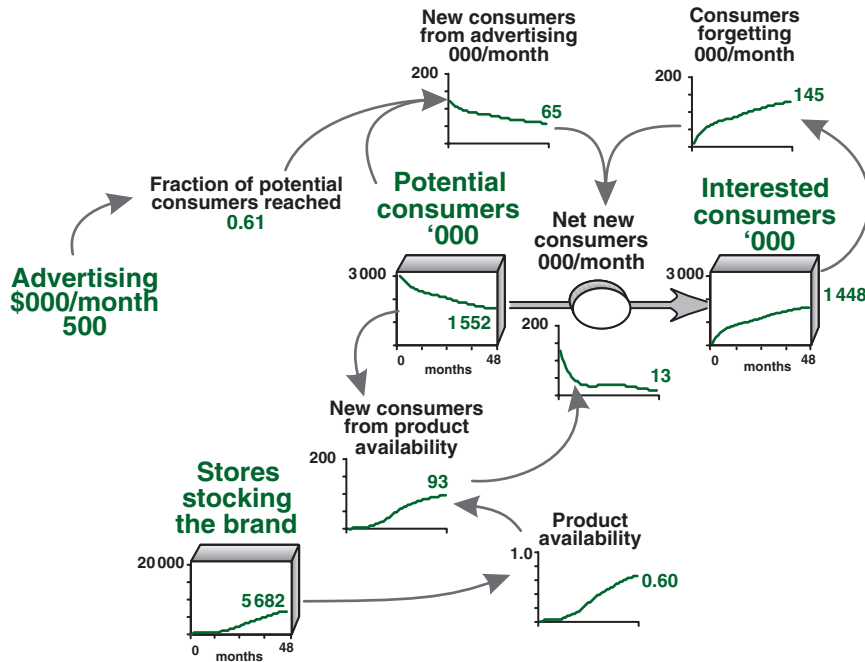 New consumers
from advertising
000/month
200
65
Consumers
forgetting
000/month
200
145
Fraction of potential
consumers reached
0.61
Advertising
$000/month
500
Potential
consumers
‘000
3 000
1 552
0
48
months
Net new
consumers
000/month
200
13
Interested
consumers
‘000
3 000
1 448
0
48
months
New consumers
from product
availability
200
93
Stores
stocking
the brand
20 000
5 682
0
48
months
Product
availability
1.0
0.60